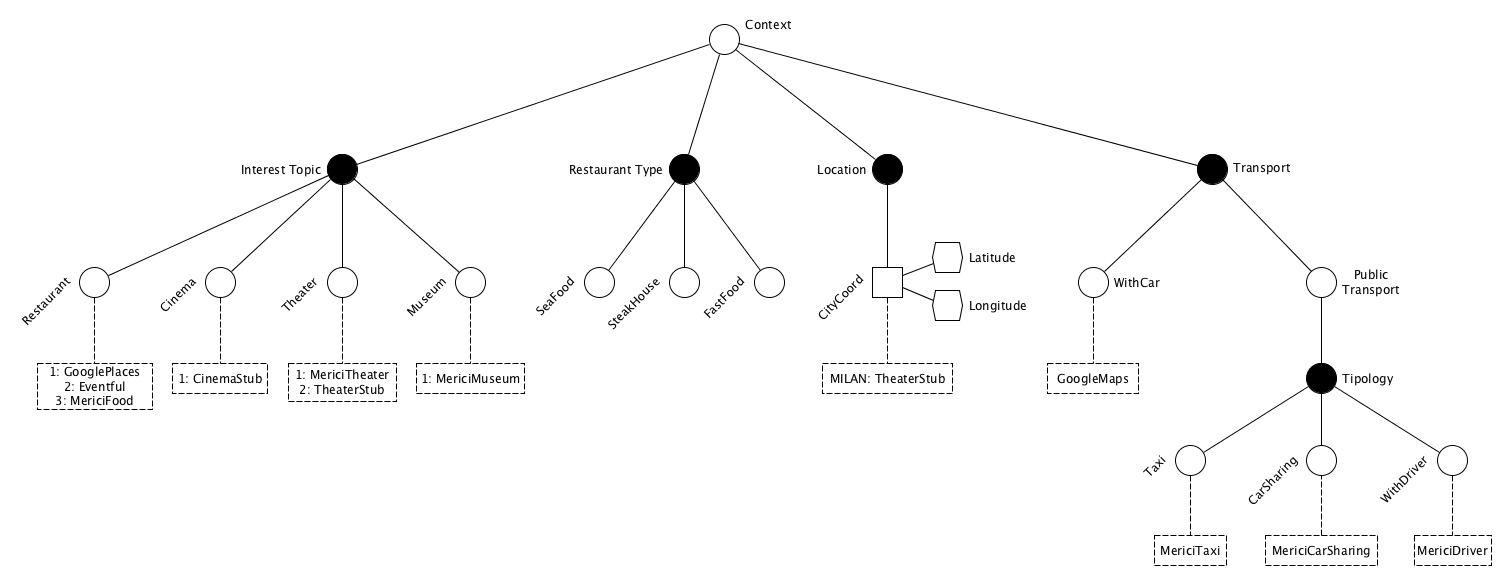 Context
Interest Topic
Restaurant Type
Location
Transport
Restaurant
Cinema
Theater
Museum
SeaFood
SteakHouse
FastFood
CityCoord
Latitude
Longitude
WithCar
Public
Transport
1: GooglePlaces
2: Eventful
3: MericiFood
1: CinemaStub
1: MericiTheater
2: TheaterStub
1: MericiMuseum
MILAN: TheaterStub
GoogleMaps
Tipology
Taxi
CarSharing
WithDriver
MericiTaxi
MericiCarSharing
MericiDriver